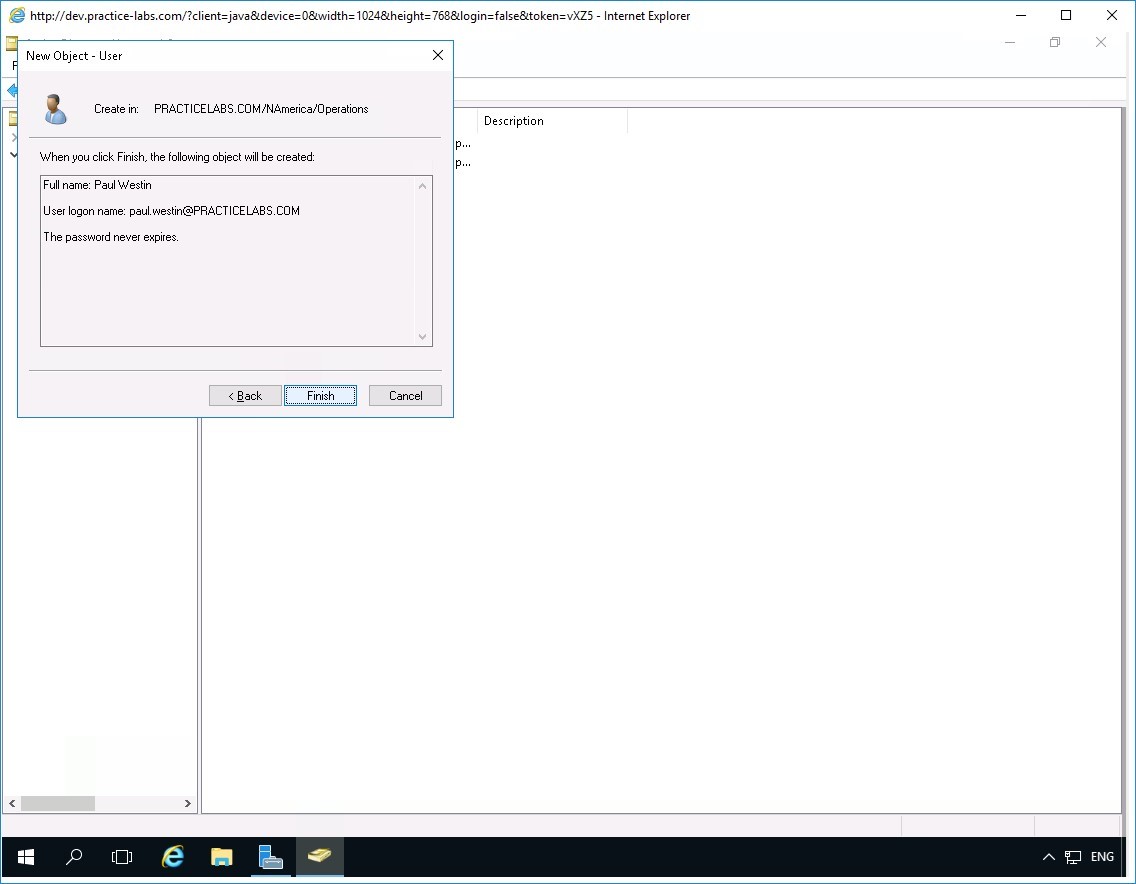 http://dev.practice-labs.com/?client=java&device=0&width=1024&height=768&login=false&token=vXZ5 - Internet Explorer
New Object - User
Create in: PRACTICELABS.COM/NAmerica/Operations
Description
p...
p...
When you click Finish, the following object will be created:
Full name: Paul Westin
User logon name: paul.westin@PRACTICELABS.COM
The password never expires.
< Back
Finish
Cancel
ENG